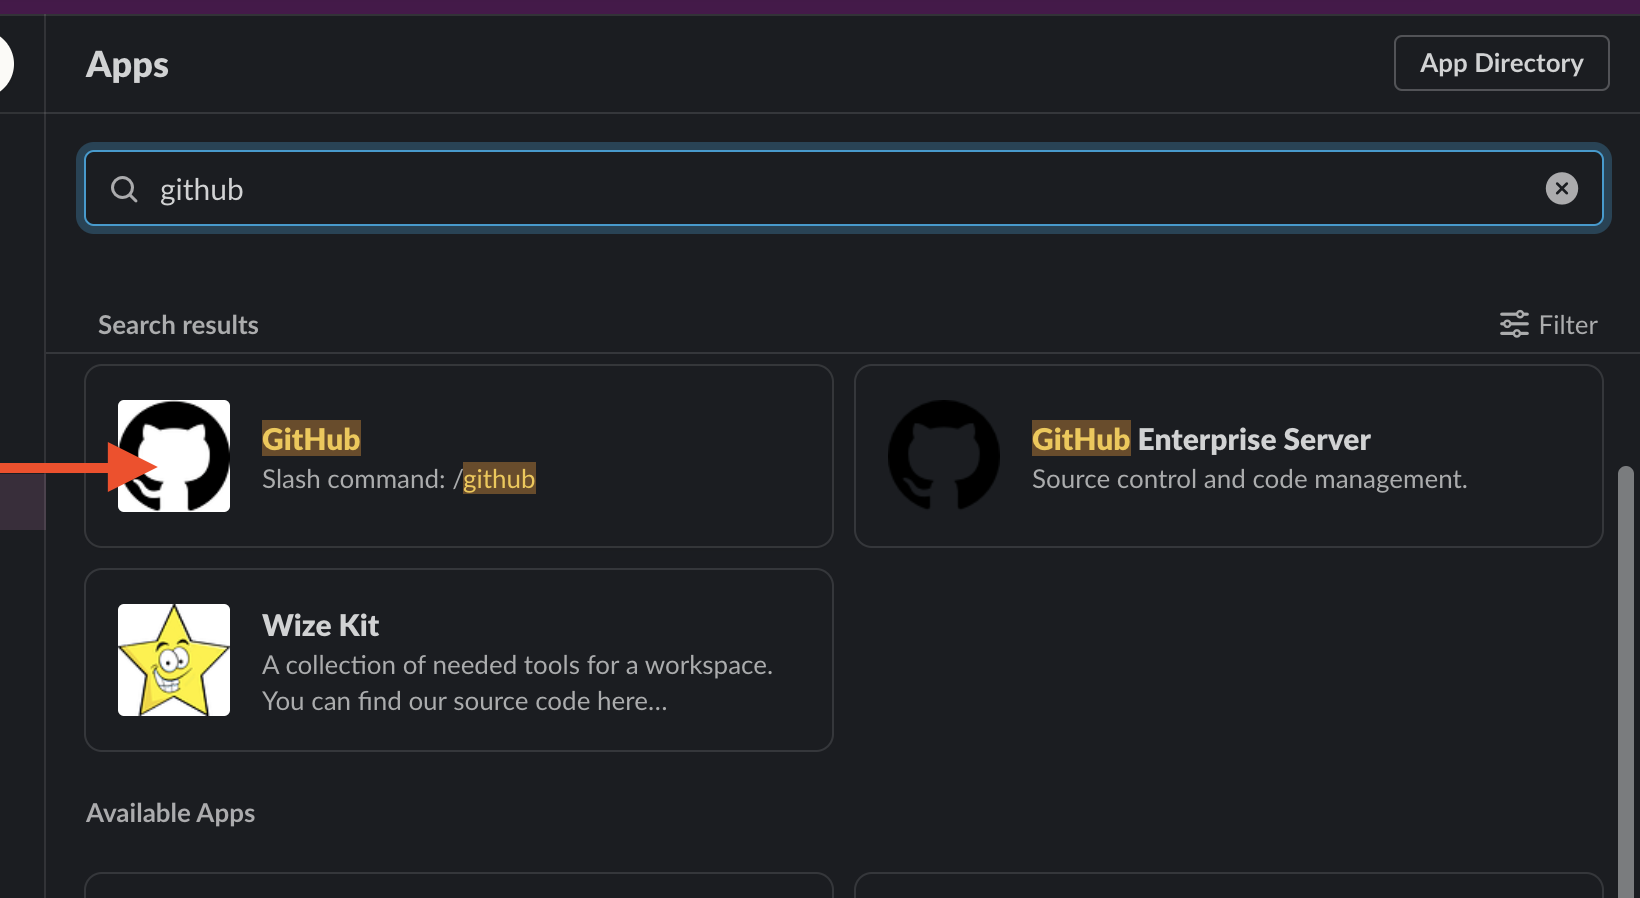 Apps
App Directory
github
Search results
Filter
GitHub
Slash command: /github
GitHub Enterprise Server
Source control and code management.
Wize Kit
A collection of needed tools for a workspace.
You can find our source code here...
Available Apps